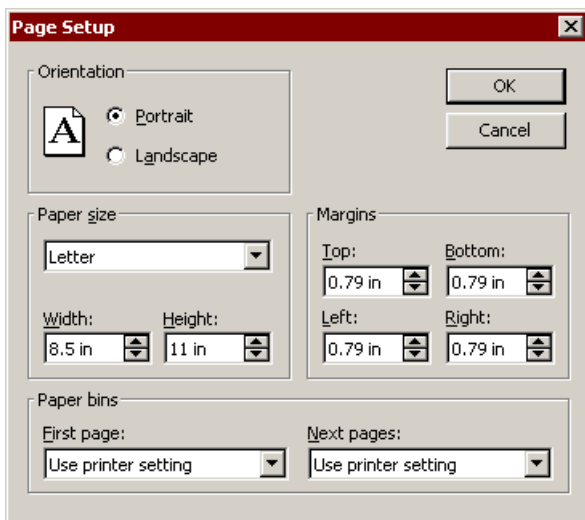 Page Setup
Orientation
A
Portrait
Landscape
OK
Cancel
Paper size
Letter
Width: Height:
8.5 in 11 in
Margins
Top: Bottom:
0.79 in 0.79 in
Left: Right:
0.79 in 0.79 in
Paper bins
First page: Next pages:
Use printer setting Use printer setting